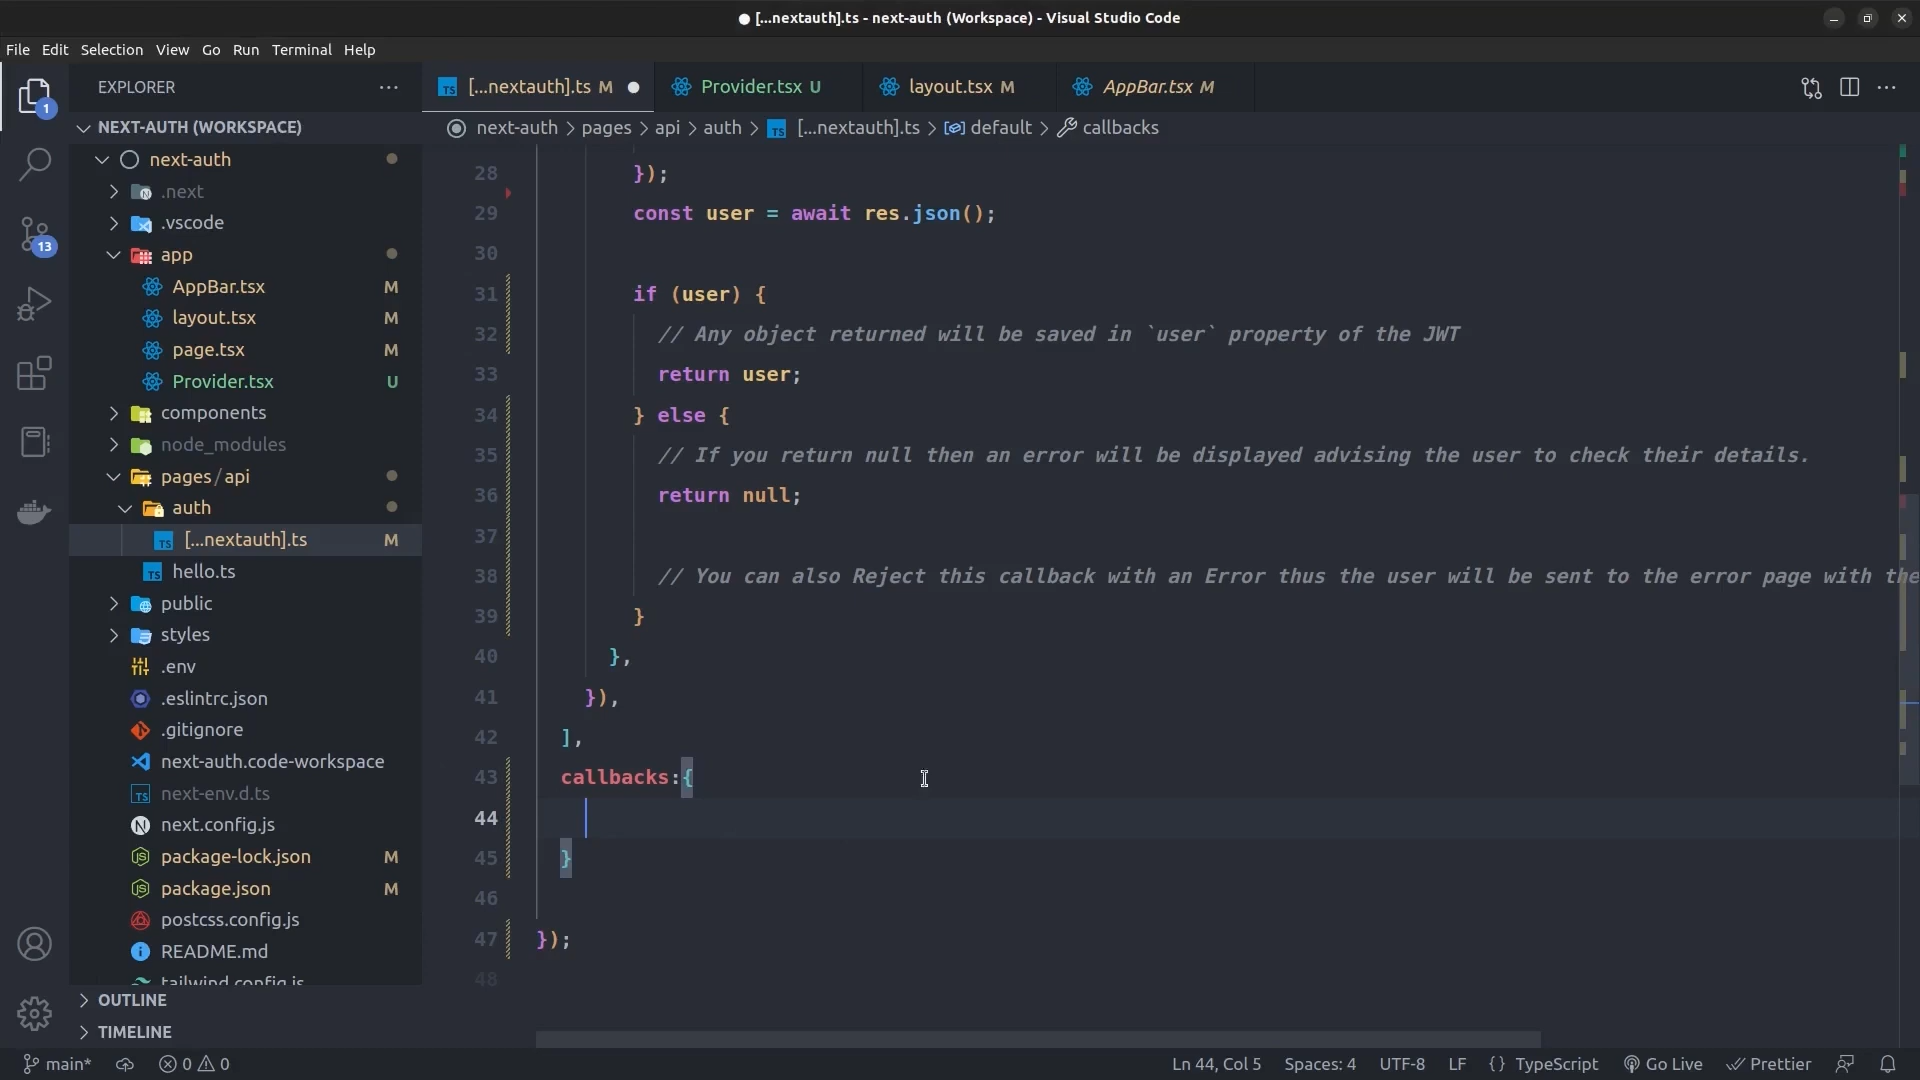 [...nextauth].ts - next-auth (Workspace) - Visual Studio Code
File Edit Selection View Go Run Terminal Help
EXPLORER
[...nextauth].ts M
Provider.tsx U
layout.tsx M
AppBar.tsx M
1
NEXT-AUTH (WORKSPACE)
next-auth > pages > api > auth > TS [...nextauth].ts > default > callbacks
next-auth
.next
.vscode
13
app
AppBar.tsx M
layout.tsx M
page.tsx M
Provider.tsx U
components
node_modules
pages/api
auth
TS [...nextauth].ts M
TS hello.ts
public
styles
.env
.eslintrc.json
.gitignore
next-auth.code-workspace
TS next-env.d.ts
next.config.js
package-lock.json M
package.json M
postcss.config.js
README.md
tailwind.config.js
OUTLINE
TIMELINE
28 });
29 const user = await res.json();
30
31 if (user) {
32 // Any object returned will be saved in `user` property of the JWT
33 return user;
34 } else {
35 // If you return null then an error will be displayed advising the user to check their details.
36 return null;
37
38 // You can also Reject this callback with an Error thus the user will be sent to the error page with the
39 }
40 },
41 }),
42 ],
43 callbacks:{
44
45 }
46
47 });
48
main* 0 0 Ln 44, Col 5 Spaces: 4 UTF-8 LF {} TypeScript Go Live Prettier